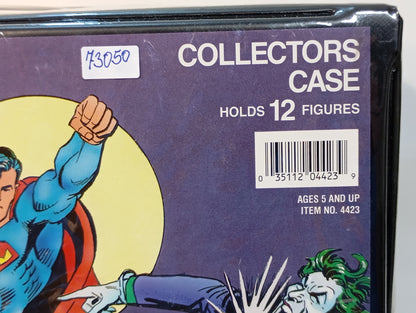 73050
COLLECTORS
CASE
HOLDS 12 FIGURES
0 35112 04423 9
AGES 5 AND UP
ITEM NO. 4423